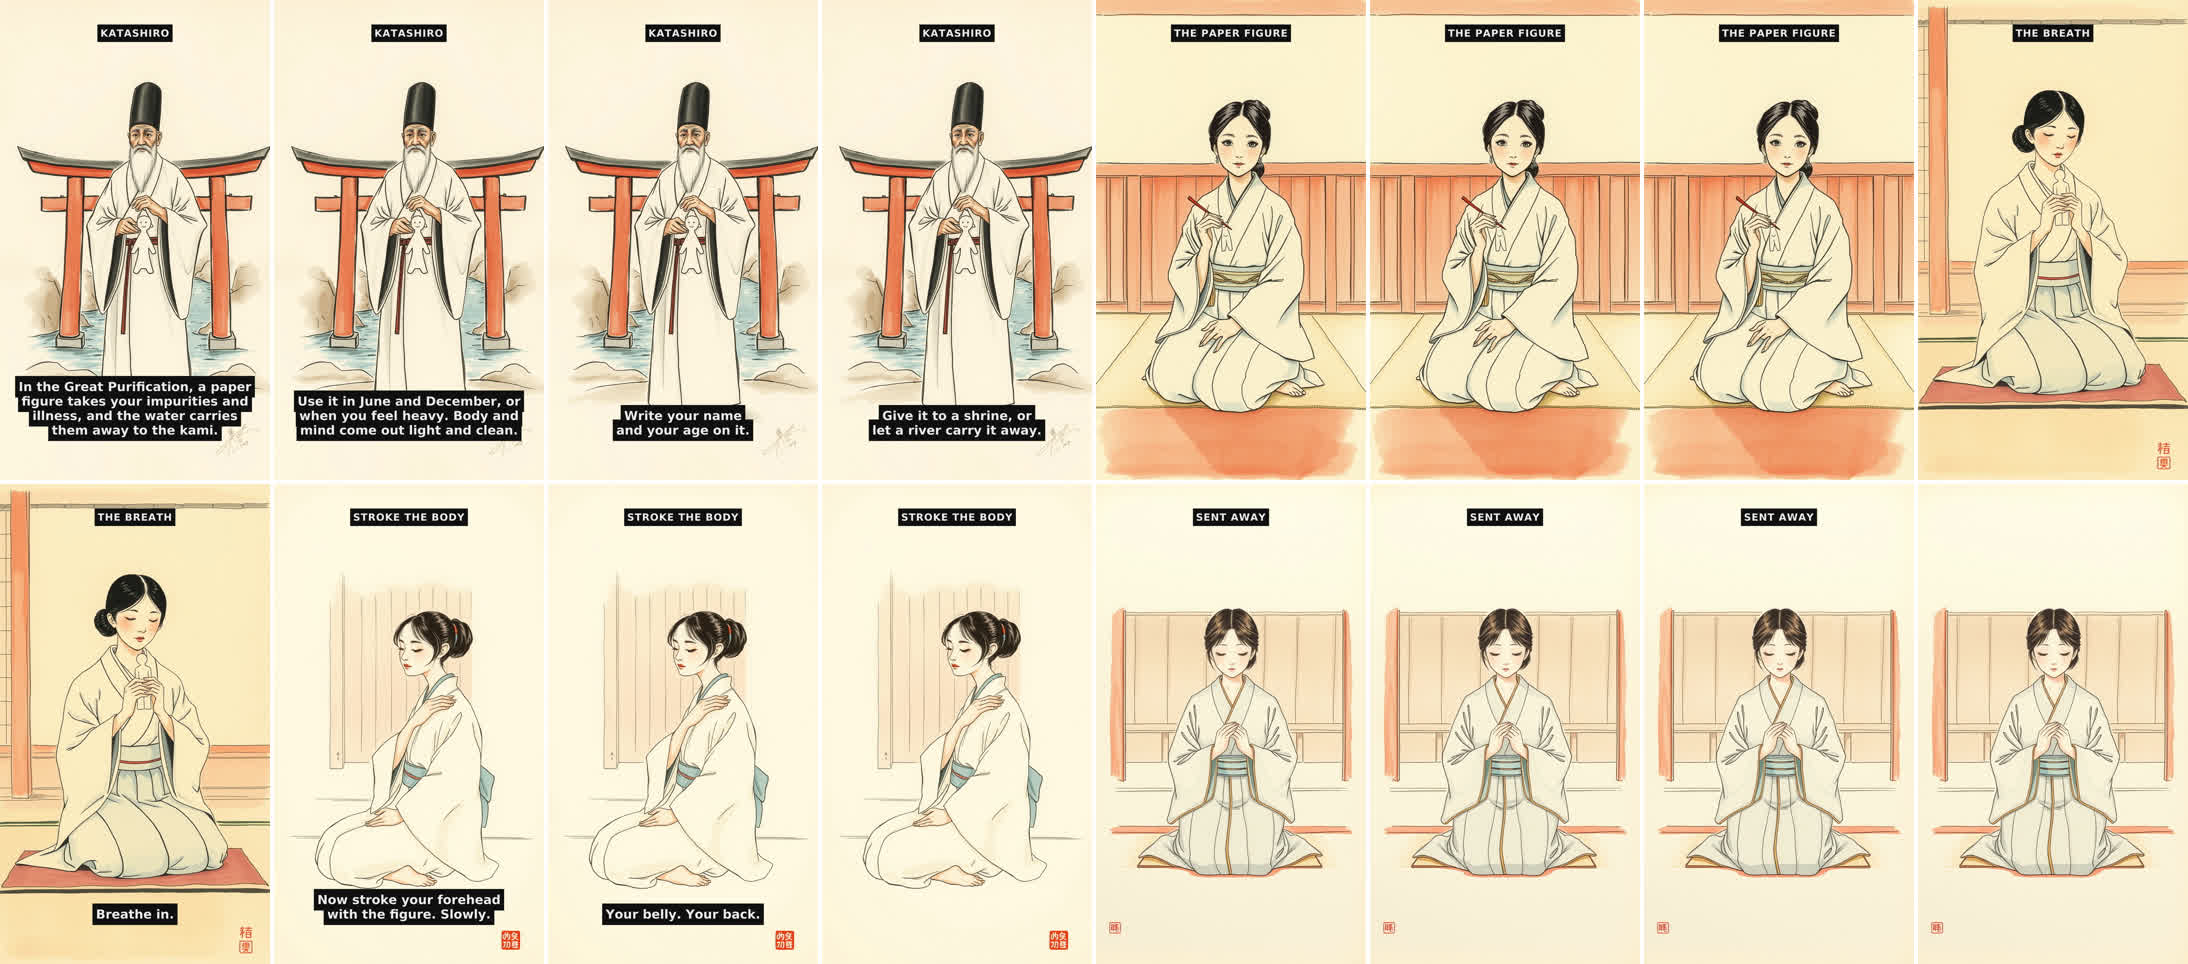 KATASHIRO
In the Great Purification, a paper
figure takes your impurities and
illness, and the water carries
them away to the kami.
KATASHIRO
Use it in June and December, or
when you feel heavy. Body and
mind come out light and clean.
KATASHIRO
Write your name
and your age on it.
KATASHIRO
Give it to a shrine, or
let a river carry it away.
THE PAPER FIGURE
THE PAPER FIGURE
THE PAPER FIGURE
THE BREATH
THE BREATH
Breathe in.
STROKE THE BODY
Now stroke your forehead
with the figure. Slowly.
STROKE THE BODY
Your belly. Your back.
STROKE THE BODY
SENT AWAY
SENT AWAY
SENT AWAY